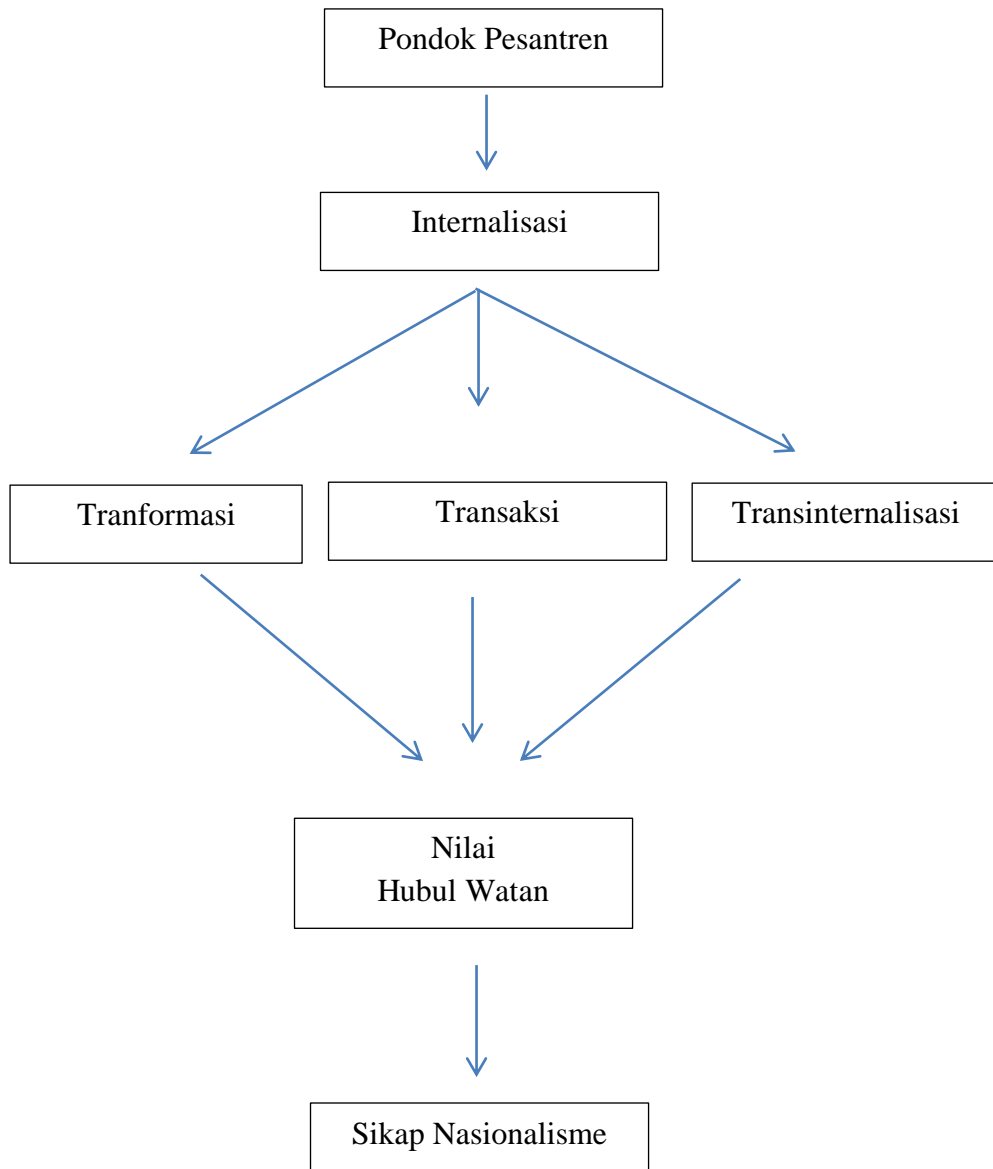 Pondok Pesantren
Internalisasi
Tranformasi
Transaksi
Transinternalisasi
Nilai
Hubul Watan
Sikap Nasionalisme